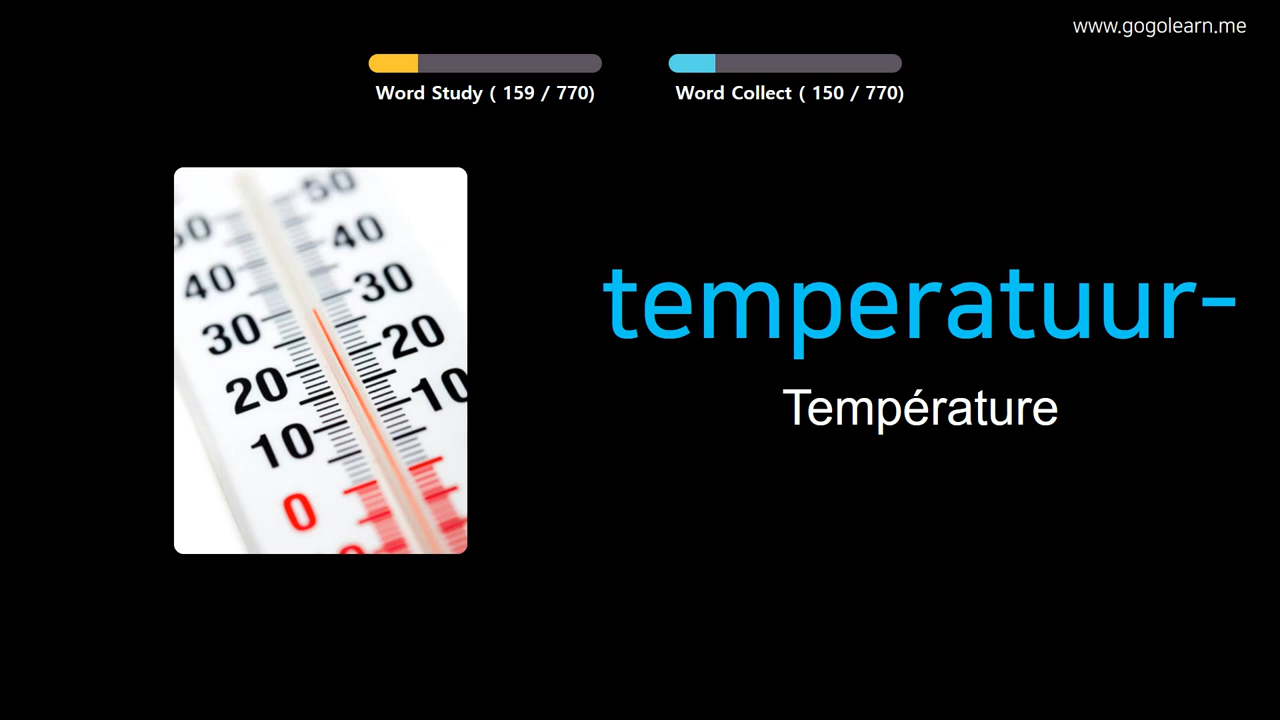 www.gogolearn.me
Word Study ( 159 / 770)
Word Collect ( 150 / 770)
50
50
40
40
30
30
20
20
10
10
0
temperatuur-
Température